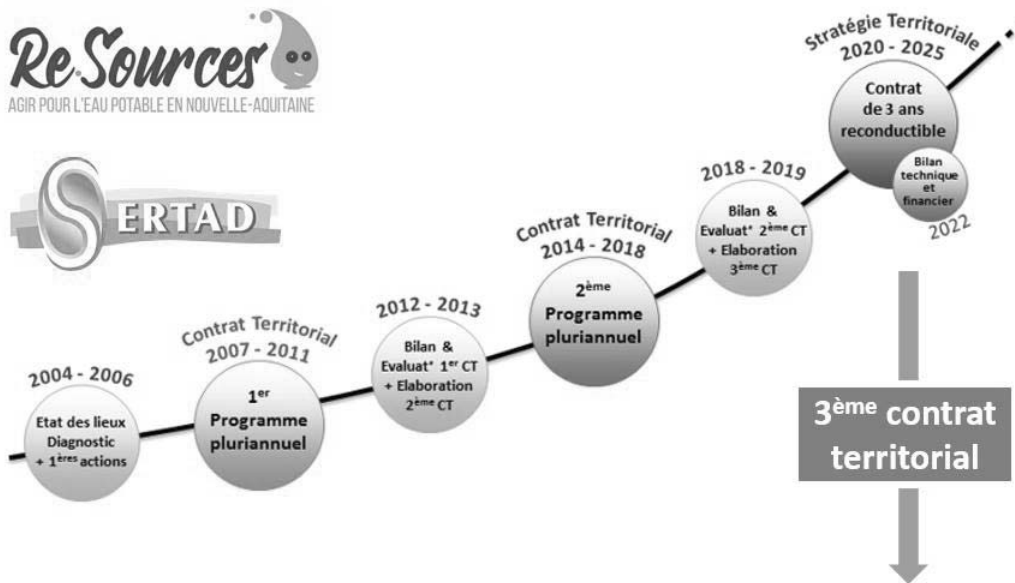 Re.Sources
AGIR POUR L'EAU POTABLE EN NOUVELLE-AQUITAINE
SERTAD
2004 - 2006
Etat des lieux
Diagnostic
+ 1ères actions
Contrat Territorial
2007 - 2011
1er
Programme
pluriannuel
2012 - 2013
Bilan &
Evaluat° 1er CT
+ Elaboration
2ème CT
Contrat Territorial
2014 - 2018
2ème
Programme
pluriannuel
2018 - 2019
Bilan &
Evaluat° 2ème CT
+ Elaboration
3ème CT
Stratégie Territoriale
2020 - 2025
Contrat
de 3 ans
reconductible
Bilan
technique
et
financier
2022
3ème contrat
territorial